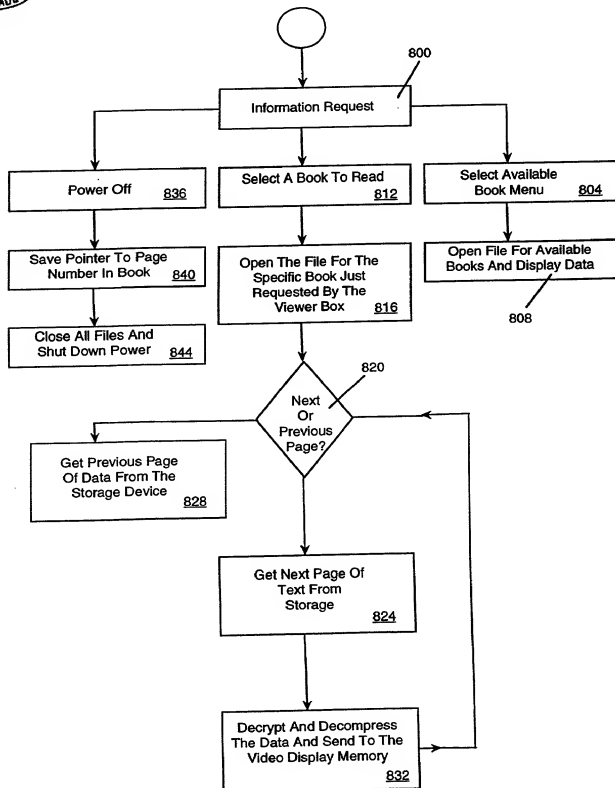 800
Information Request
Power Off 836
Select A Book To Read 812
Select Available
Book Menu 804
Save Pointer To Page
Number In Book 840
Open The File For The
Specific Book Just
Requested By The
Viewer Box 816
Open File For Available
Books And Display Data
808
Close All Files And
Shut Down Power 844
820
Next
Or
Previous
Page?
Get Previous Page
Of Data From The
Storage Device
828
Get Next Page Of
Text From
Storage
824
Decrypt And Decompress
The Data And Send To The
Video Display Memory
832